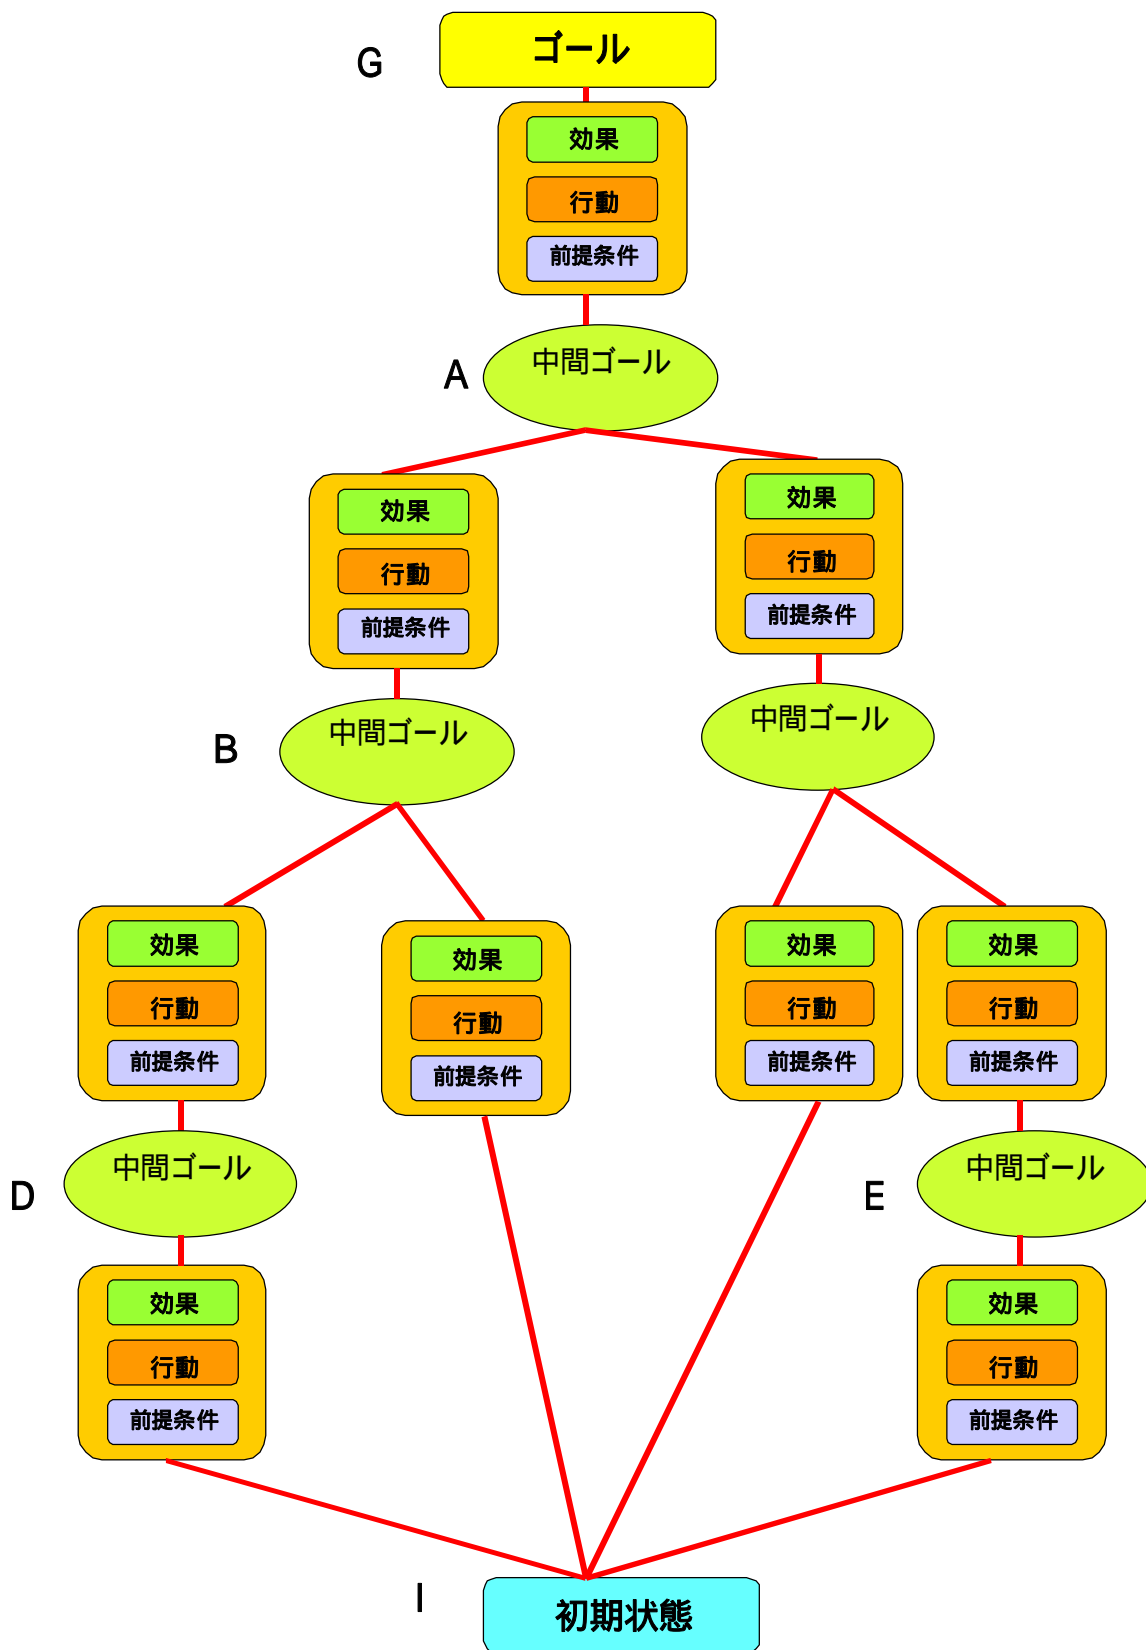 G
ゴール
効果
行動
前提条件
A
中間ゴール
効果
行動
前提条件
効果
行動
前提条件
B
中間ゴール
中間ゴール
効果
行動
前提条件
効果
行動
前提条件
効果
行動
前提条件
効果
行動
前提条件
D
中間ゴール
E
中間ゴール
効果
行動
前提条件
効果
行動
前提条件
I
初期状態